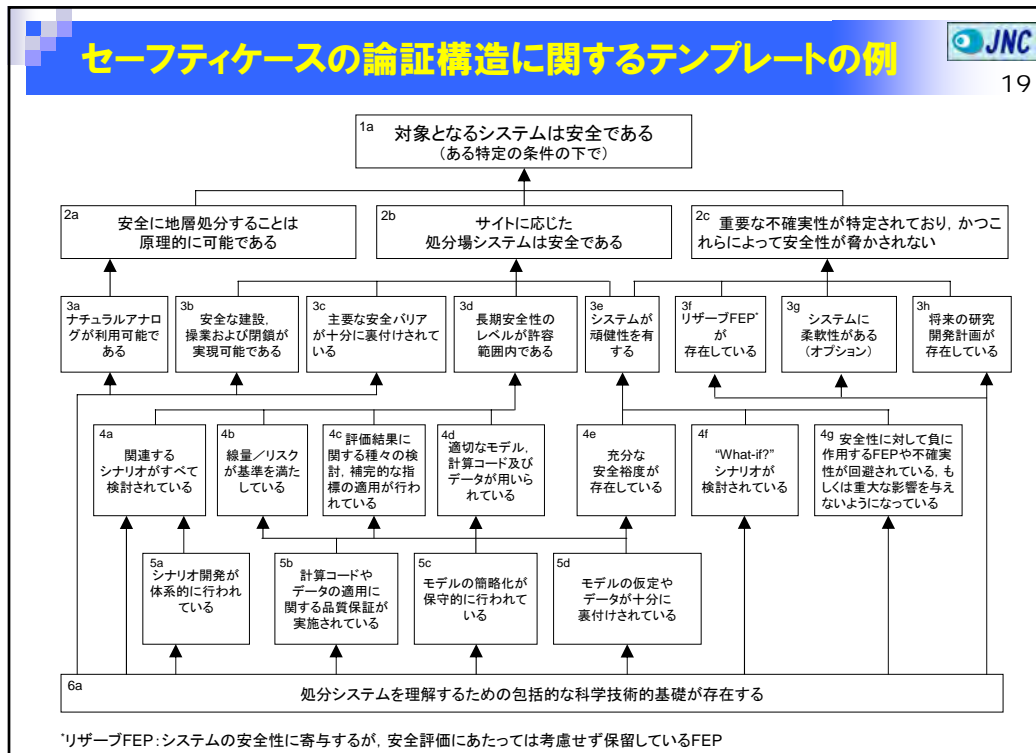 セーフティケースの論証構造に関するテンプレートの例
JNC
19
1a
対象となるシステムは安全である
(ある特定の条件の下で)
2a
安全に地層処分することは
原理的に可能である
2b
サイトに応じた
処分場システムは安全である
2c
重要な不確実性が特定されており，かつこ
れらによって安全性が脅かされない
3a
ナチュラルアナロ
グが利用可能で
ある
3b
安全な建設，
操業および閉鎖が
実現可能である
3c
主要な安全バリア
が十分に裏付けされて
いる
3d
長期安全性の
レベルが許容
範囲内である
3e
システムが
頑健性を有
する
3f
リザーブFEP*
が
存在している
3g
システムに
柔軟性がある
(オプション)
3h
将来の研究
開発計画が
存在している
4a
関連する
シナリオがすべて
検討されている
4b
線量／リスク
が基準を満た
している
4c
評価結果に
関する種々の検
討，補完的な指
標の適用が行わ
れている
4d
適切なモデル，
計算コード及び
データが用いら
れている
4e
充分な
安全裕度が
存在している
4f
“What-if?”
シナリオが
検討されている
4g
安全性に対して負に
作用するFEPや不確実
性が回避されている，も
しくは重大な影響を与え
ないようになっている
5a
シナリオ開発が
体系的に行われ
ている
5b
計算コードや
データの適用に
関する品質保証が
実施されている
5c
モデルの簡略化が
保守的に行われて
いる
5d
モデルの仮定や
データが十分に
裏付けされている
6a
処分システムを理解するための包括的な科学技術的基礎が存在する
*リザーブFEP：システムの安全性に寄与するが，安全評価にあたっては考慮せず保留しているFEP